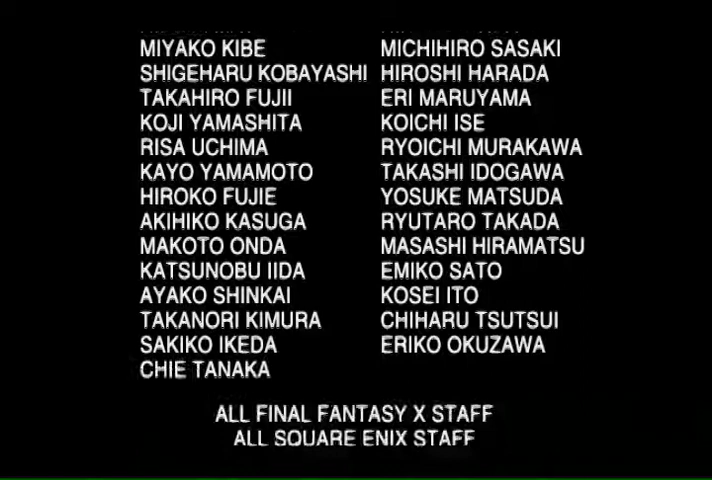 MIYAKO KIBE MICHIHIRO SASAKI
SHIGEHARU KOBAYASHI HIROSHI HARADA
TAKAHIRO FUJII ERI MARUYAMA
KOJI YAMASHITA KOICHI ISE
RISA UCHIMA RYOICHI MURAKAWA
KAYO YAMAMOTO TAKASHI IDOGAWA
HIROKO FUJIE YOSUKE MATSUDA
AKIHIKO KASUGA RYUTARO TAKADA
MAKOTO ONDA MASASHI HIRAMATSU
KATSUNOBU IIDA EMIKO SATO
AYAKO SHINKAI KOSEI ITO
TAKANORI KIMURA CHIHARU TSUTSUI
SAKIKO IKEDA ERIKO OKUZAWA
CHIE TANAKA
ALL FINAL FANTASY X STAFF
ALL SQUARE ENIX STAFF